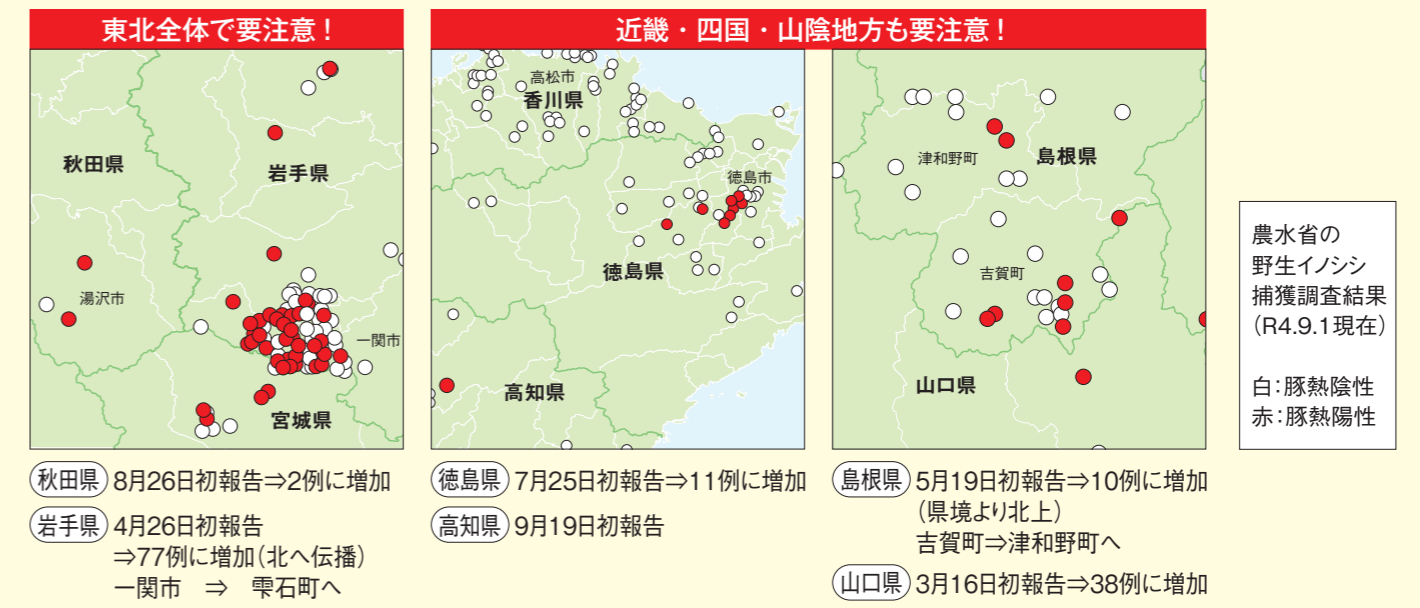 東北全体で要注意！
近畿・四国・山陰地方も要注意！
秋田県
岩手県
湯沢市
一関市
宮城県
高松市
香川県
徳島市
徳島県
高知県
津和野町
島根県
吉賀町
山口県
農水省の
野生イノシシ
捕獲調査結果
（R4.9.1現在）
白：豚熱陰性
赤：豚熱陽性
秋田県 8月26日初報告⇒2例に増加
岩手県 4月26日初報告
⇒77例に増加（北へ伝播）
一関市　⇒　雫石町へ
徳島県 7月25日初報告⇒11例に増加
高知県 9月19日初報告
島根県 5月19日初報告⇒10例に増加
（県境より北上）
吉賀町⇒津和野町へ
山口県 3月16日初報告⇒38例に増加